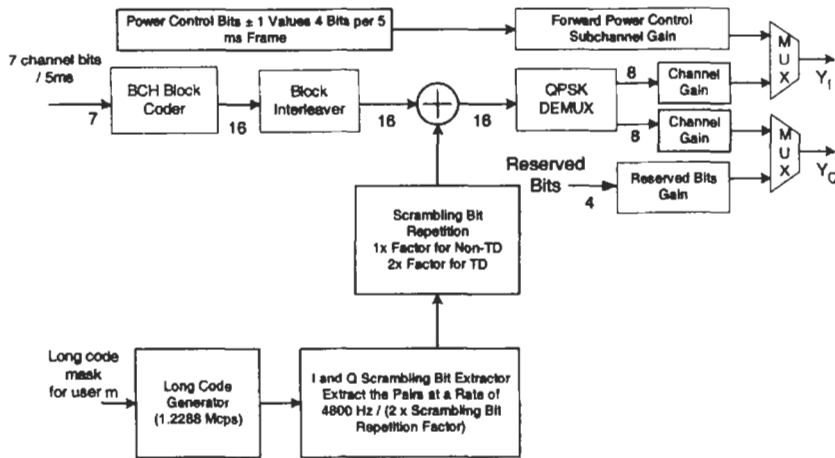 Power Control Bits ± 1 Values 4 Bits per 5
ms Frame
Forward Power Control
Subchannel Gain
M
U
X
Y_I
7 channel bits
/ 5ms
7
BCH Block
Coder
16
Block
Interleaver
16
16
QPSK
DEMUX
8
8
Channel
Gain
Channel
Gain
M
U
X
Y_Q
Reserved
Bits
4
Reserved Bits
Gain
Scrambling Bit
Repetition
1x Factor for Non-TD
2x Factor for TD
Long code
mask
for user m
Long Code
Generator
(1.2288 Mcps)
I and Q Scrambling Bit Extractor
Extract the Pairs at a Rate of
4800 Hz / (2 x Scrambling Bit
Repetition Factor)